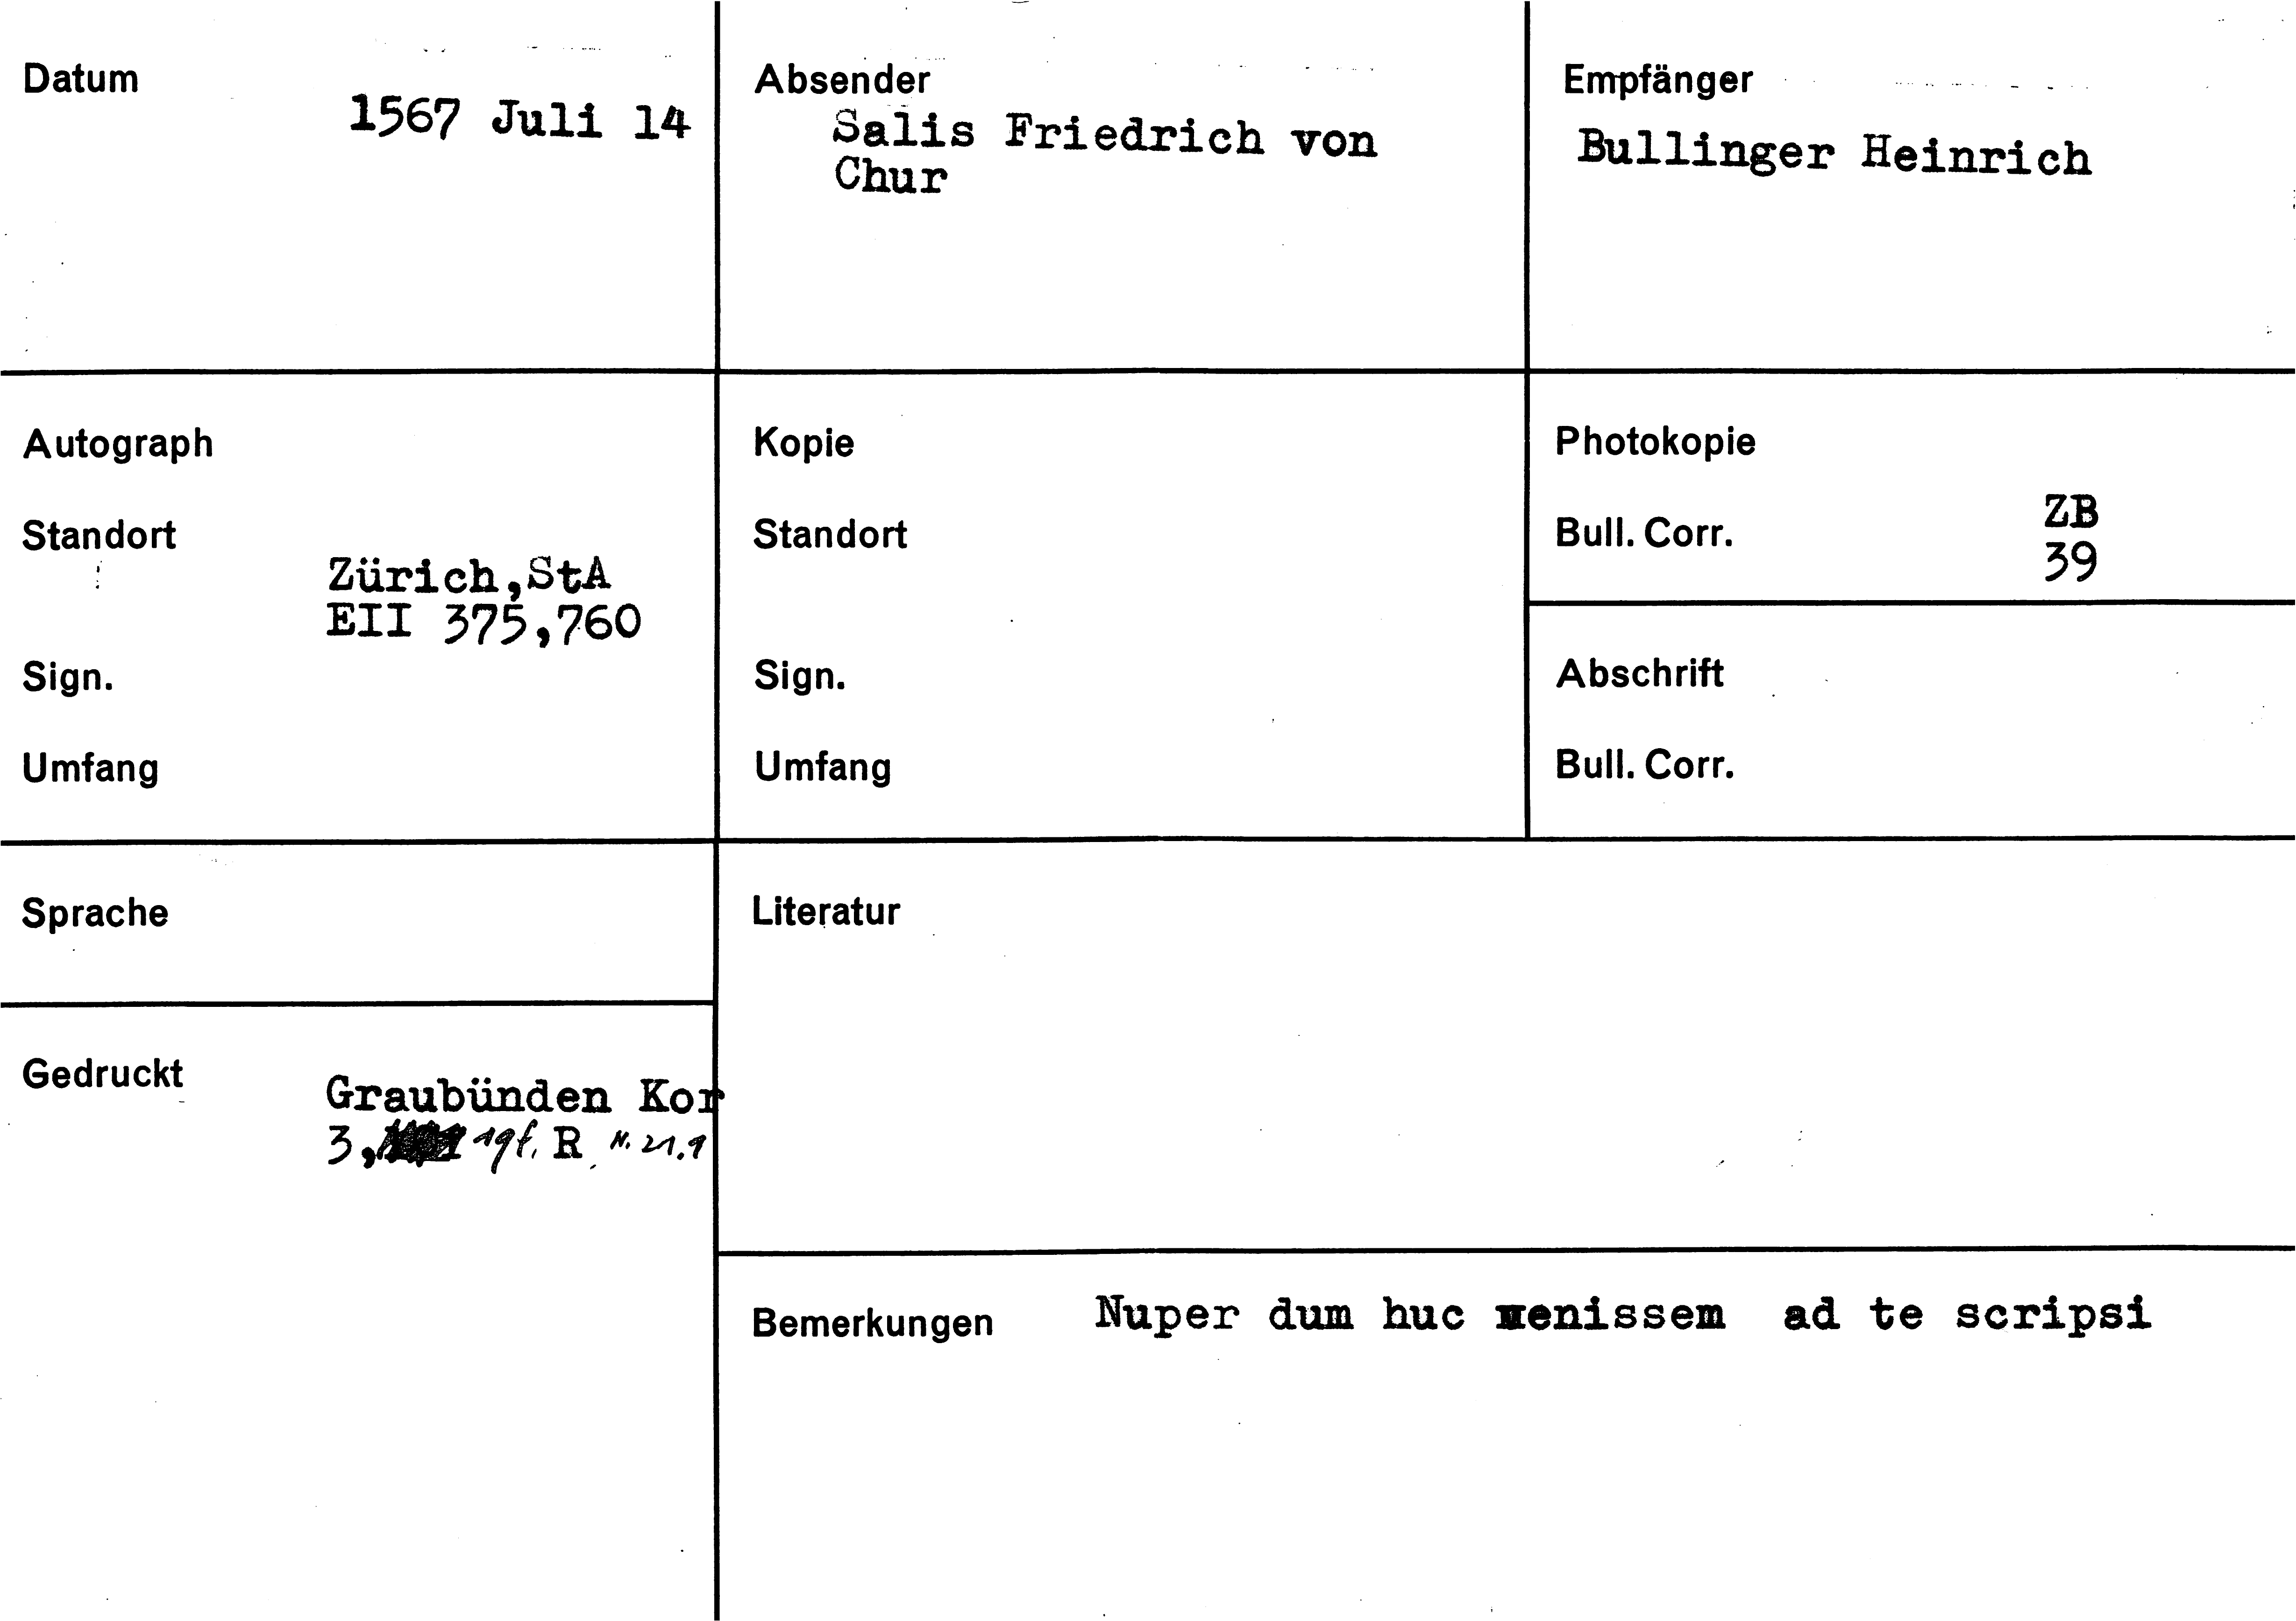 Datum
1567 Juli 14
Absender
Salis Friedrich von
Chur
Empfänger
Bullinger Heinrich
Autograph
Standort
Zürich,StA
EII 375,760
Sign.
Umfang
Kopie
Standort
Sign.
Umfang
Photokopie
Bull. Corr.
ZB
39
Abschrift
Bull. Corr.
Sprache
Gedruckt
Graubünden Kor
3, 19f. R N. 21.1
Literatur
Bemerkungen
Nuper dum huc venissem ad te scripsi